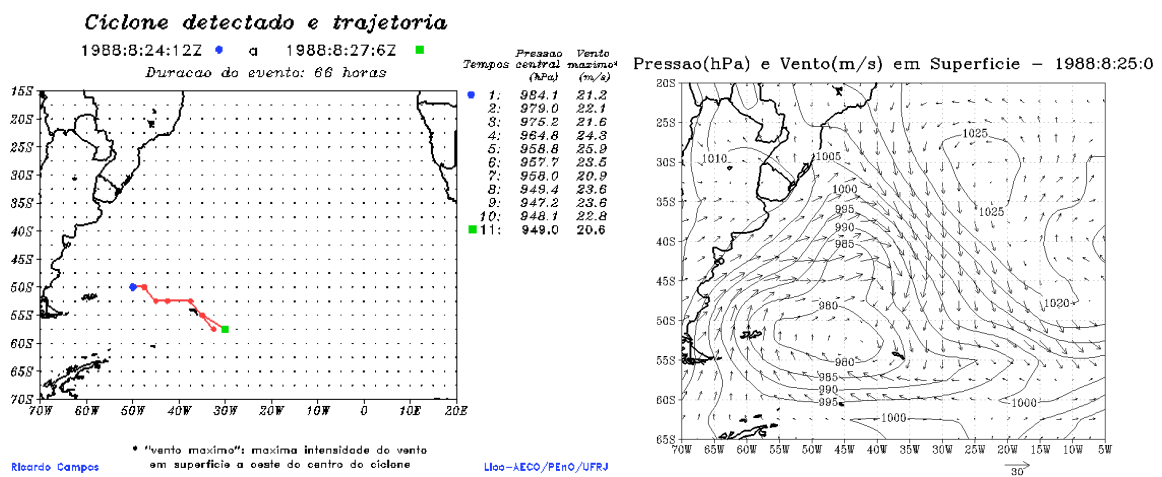 Ciclone detectado e trajetoria
1988:8:24:12Z a 1988:8:27:6Z
Duracao do evento: 66 horas
Tempos Pressao central (hPa) Vento maximo* (m/s)
1: 984.1 21.2
2: 979.0 22.1
3: 975.2 21.6
4: 964.8 24.3
5: 958.8 25.9
6: 957.7 23.5
7: 958.0 20.9
8: 949.4 23.6
9: 947.2 23.6
10: 948.1 22.8
11: 949.0 20.6
15S
20S
25S
30S
35S
40S
45S
50S
55S
60S
65S
70S
70W 60W 50W 40W 30W 20W 10W 0 10E 20E
* "vento maximo": maxima intensidade do vento
em superficie a oeste do centro do ciclone
Ricardo Campos
Lioc-AECO/PEnO/UFRJ
Pressao(hPa) e Vento(m/s) em Superficie - 1988:8:25:0
20S
25S
30S
35S
40S
45S
50S
55S
60S
65S
1025
1010
1005
1000
995
990
985
1025
1020
980
980
985
990
995
1000
1000
70W 65W 60W 55W 50W 45W 40W 35W 30W 25W 20W 15W 10W 5W
30